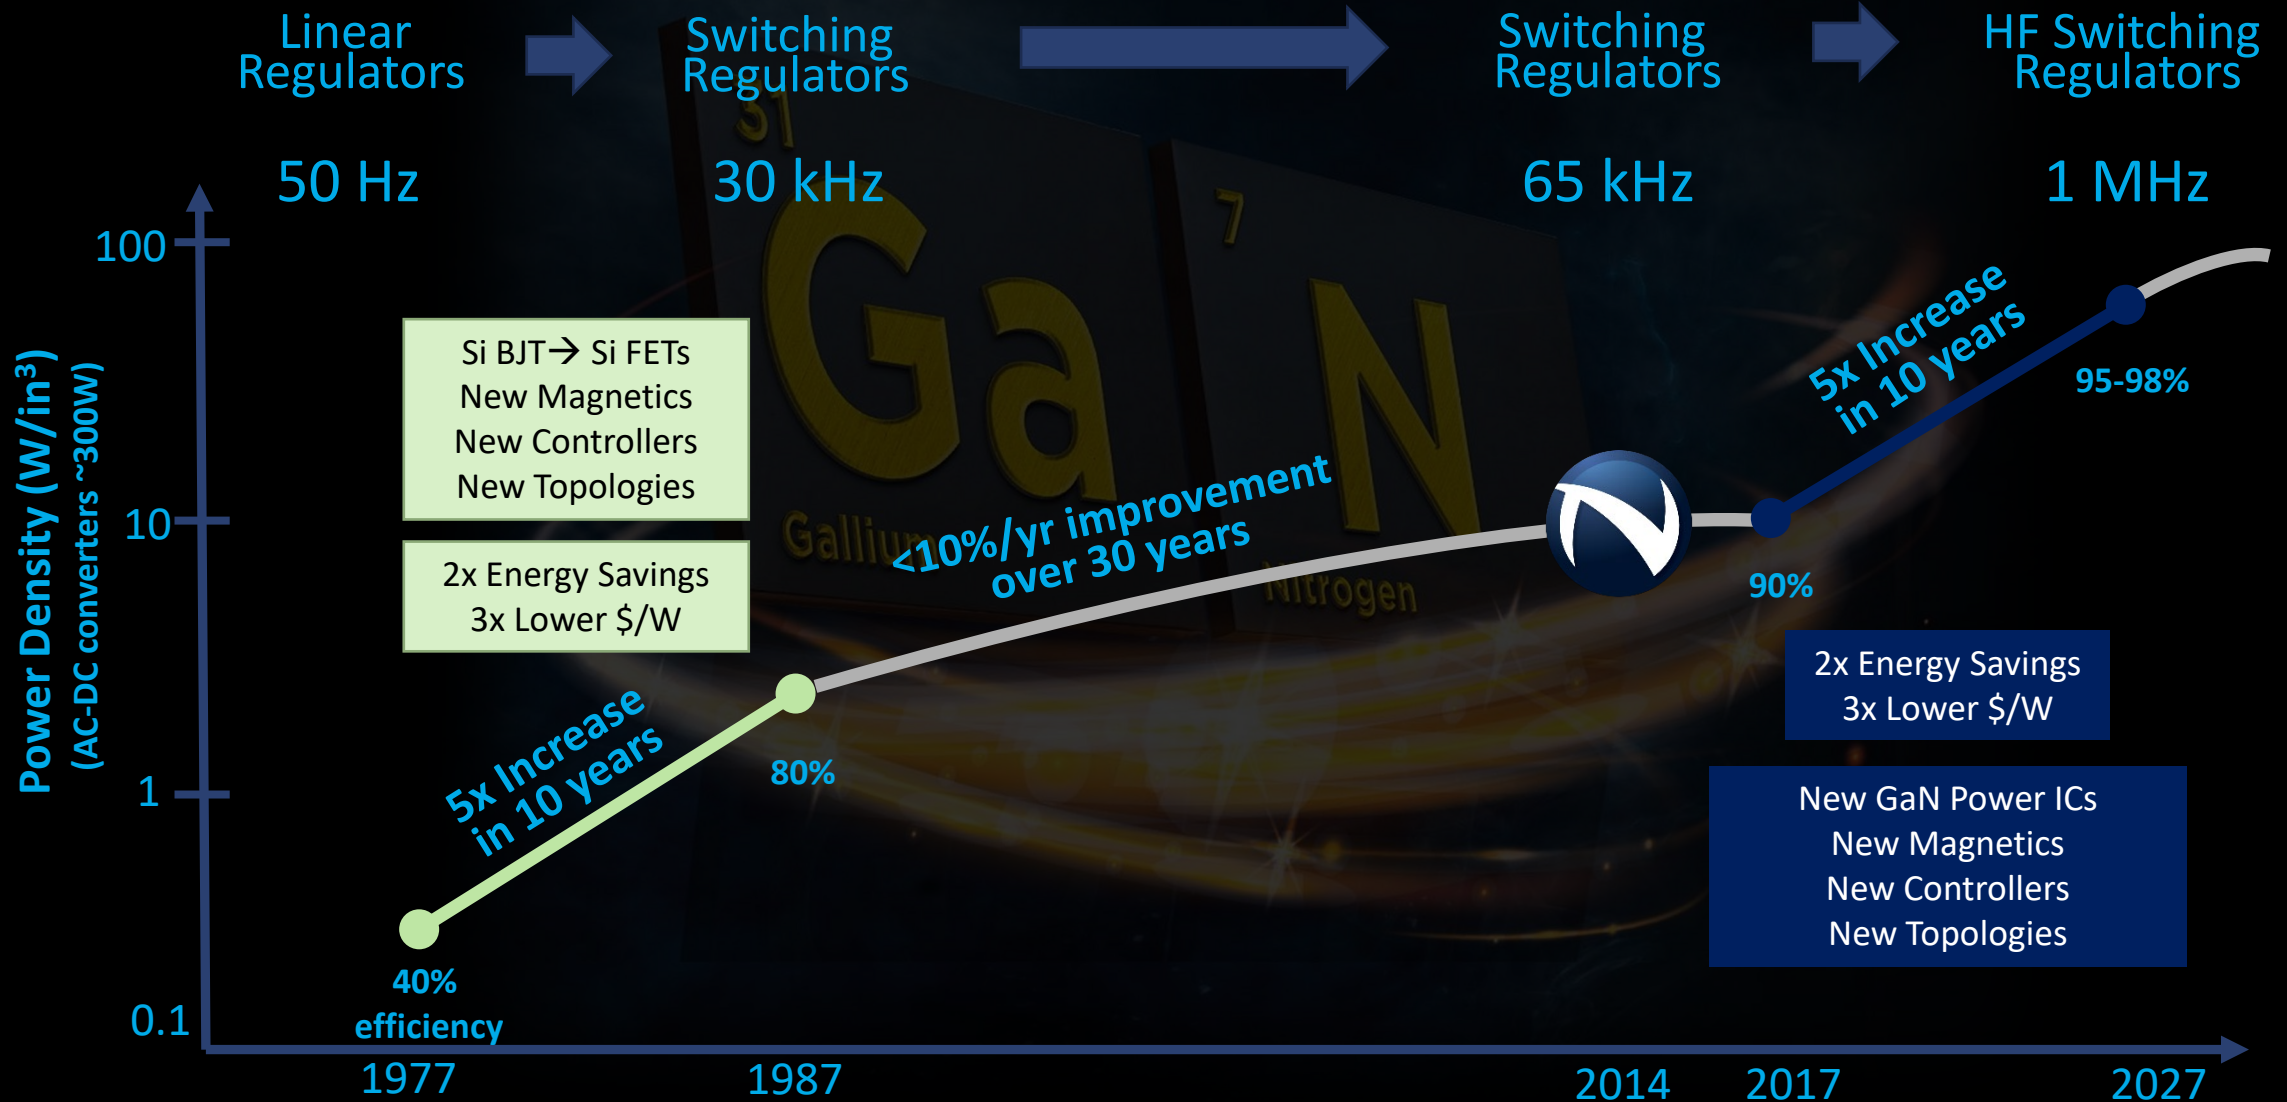 Linear
Regulators
Switching
Regulators
Switching
Regulators
HF Switching
Regulators
50 Hz
30 kHz
65 kHz
1 MHz
31
Ga
Gallium
7
N
Nitrogen
Power Density (W/in³)
(AC-DC converters ~300W)
100
10
1
0.1
Si BJT→ Si FETs
New Magnetics
New Controllers
New Topologies
2x Energy Savings
3x Lower $/W
5x Increase
in 10 years
<10%/yr improvement
over 30 years
5x Increase
in 10 years
40%
efficiency
80%
90%
95-98%
2x Energy Savings
3x Lower $/W
New GaN Power ICs
New Magnetics
New Controllers
New Topologies
1977
1987
2014
2017
2027